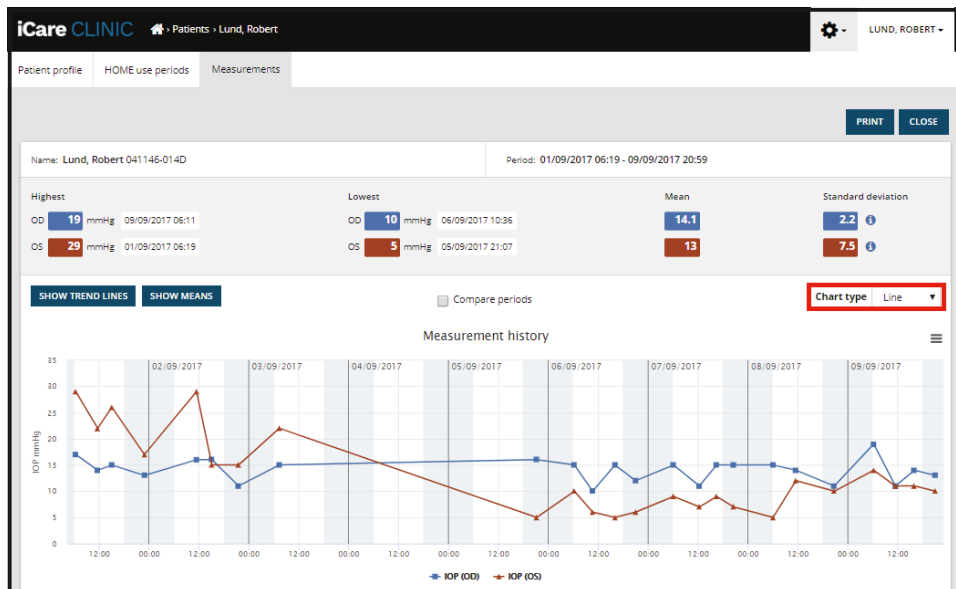 iCare CLINIC › Patients › Lund, Robert LUND, ROBERT
Patient profile HOME use periods Measurements
PRINT CLOSE
Name: Lund, Robert 041146-014D Period: 01/09/2017 06:19 - 09/09/2017 20:59
Highest Lowest Mean Standard deviation
OD 19 mmHg 09/09/2017 06:11 OD 10 mmHg 06/09/2017 10:36 14.1 2.2
OS 29 mmHg 01/09/2017 06:19 OS 5 mmHg 05/09/2017 21:07 13 7.5
SHOW TREND LINES SHOW MEANS Compare periods Chart type Line
Measurement history
35 02/09/2017 03/09/2017 04/09/2017 05/09/2017 06/09/2017 07/09/2017 08/09/2017 09/09/2017
30
25
20
15
10
5
0
IOP mmHg
12:00 00:00 12:00 00:00 12:00 00:00 12:00 00:00 12:00 00:00 12:00 00:00 12:00 00:00 12:00 00:00 12:00
IOP (OD) IOP (OS)